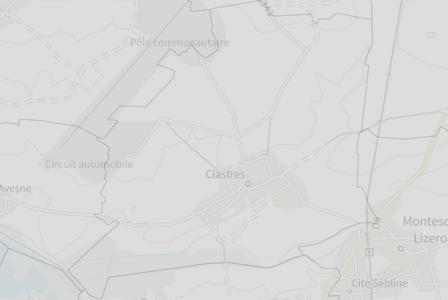 Pôle communautaire
Circuit automobile
Clastres
Avesne
Montesc
Lizero
Cité Sébline